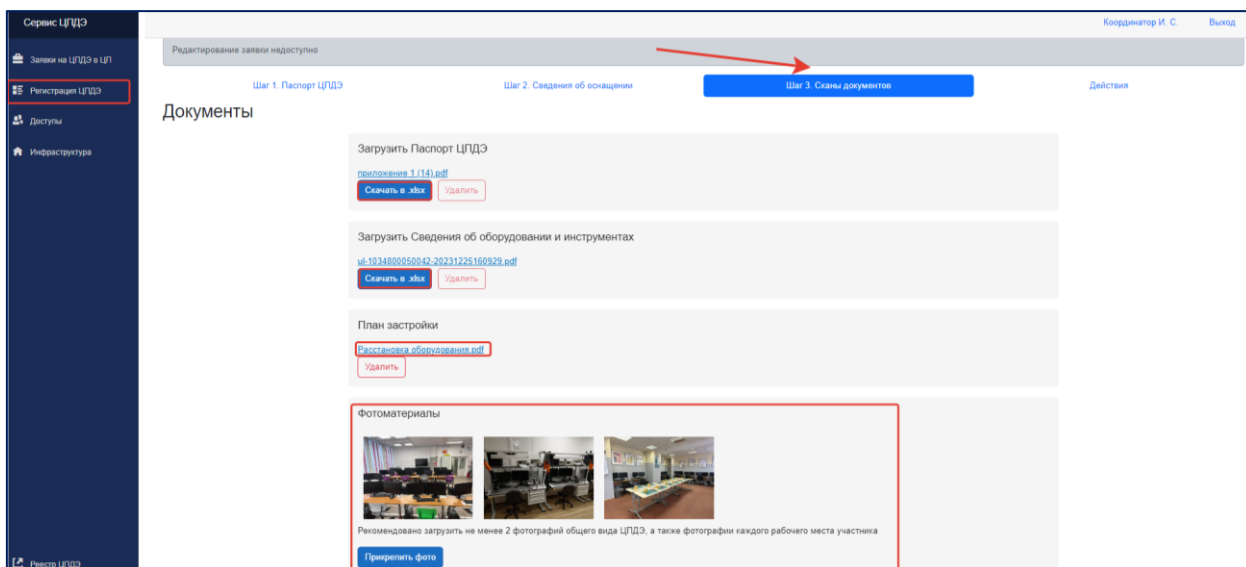 Сервис ЦПДЭ
Координатор И. С.
Выход
Заявки на ЦПДЭ в ЦП
Регистрация ЦПДЭ
Доступы
Инфраструктура
Реестр ЦПДЭ
Редактирование заявки недоступно
Шаг 1. Паспорт ЦПДЭ
Шаг 2. Сведения об оснащении
Шаг 3. Сканы документов
Действия
Документы
Загрузить Паспорт ЦПДЭ
приложение 1 (14).pdf
Скачать в .xlsx
Удалить
Загрузить Сведения об оборудовании и инструментах
ul-1034800050042-20231225160929.pdf
Скачать в .xlsx
Удалить
План застройки
Расстановка оборудования.pdf
Удалить
Фотоматериалы
Рекомендовано загрузить не менее 2 фотографий общего вида ЦПДЭ, а также фотографии каждого рабочего места участника
Прикрепить фото